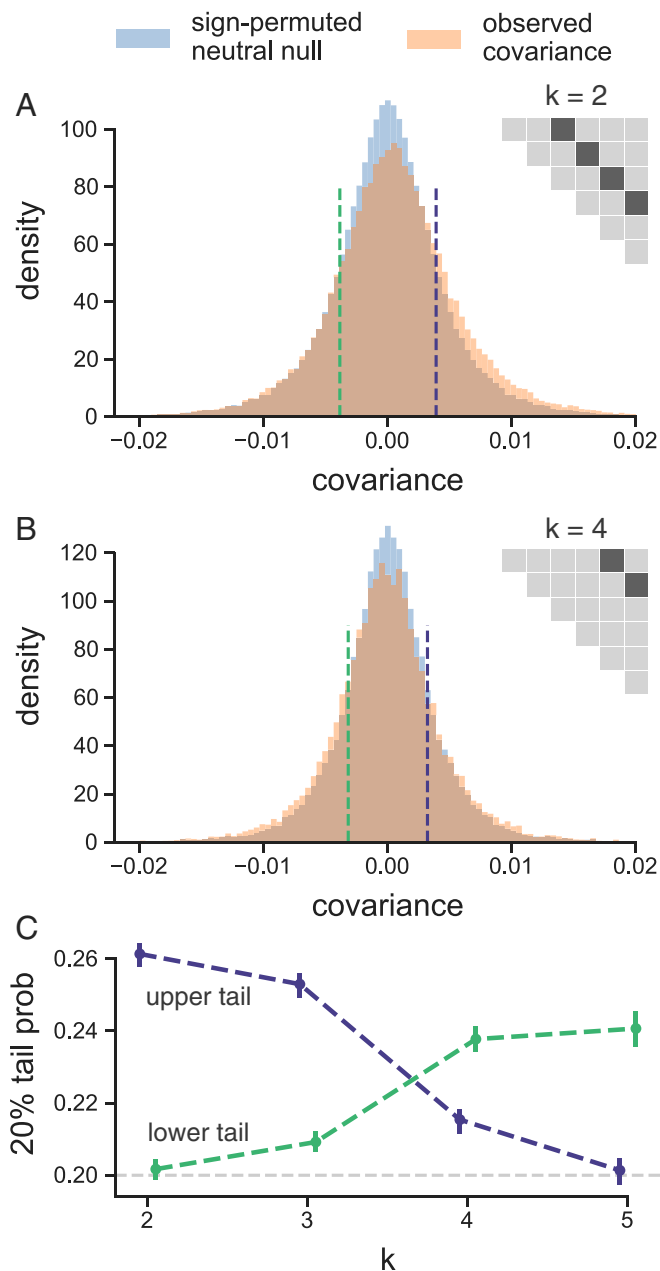 sign-permuted
neutral null
observed
covariance
A
k = 2
100
80
60
40
20
0
density
−0.02
−0.01
0.00
0.01
0.02
covariance
B
k = 4
120
100
80
60
40
20
0
density
−0.02
−0.01
0.00
0.01
0.02
covariance
C
0.26
0.24
0.22
0.20
20% tail prob
upper tail
lower tail
2
3
4
5
k